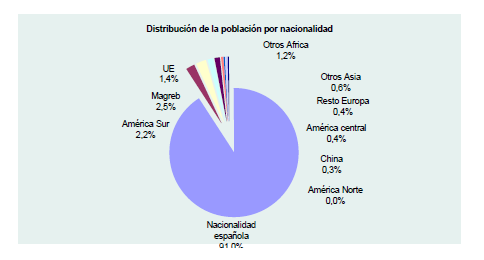 Distribución de la población por nacionalidad
Otros Africa
1,2%
UE
1,4%
Otros Asia
0,6%
Magreb
2,5%
Resto Europa
0,4%
América Sur
2,2%
América central
0,4%
China
0,3%
América Norte
0,0%
Nacionalidad
española
91,0%